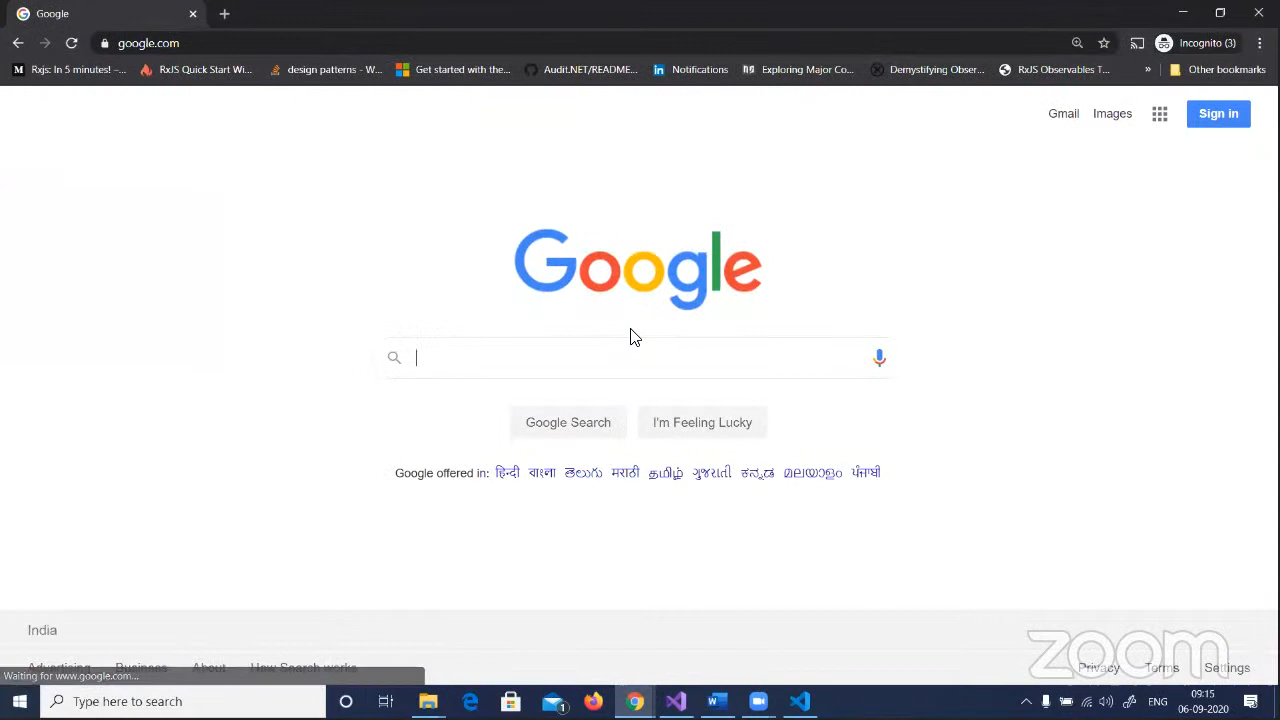 Google
google.com
Incognito (3)
Rxjs: In 5 minutes! –...
RxJS Quick Start Wi...
design patterns - W...
Get started with the...
Audit.NET/README...
Notifications
Exploring Major Co...
Demystifying Obser...
RxJS Observables T...
»
Other bookmarks
Gmail
Images
Sign in
Google
Google Search
I'm Feeling Lucky
Google offered in: हिन्दी বাংলা తెలుగు मराठी தமிழ் ગુજરાતી ಕನ್ನಡ മലയാളം ਪੰਜਾਬੀ
India
Advertising Business About How Search works
Privacy Terms Settings
zoom
Waiting for www.google.com...
Type here to search
1
ENG
09:15
06-09-2020